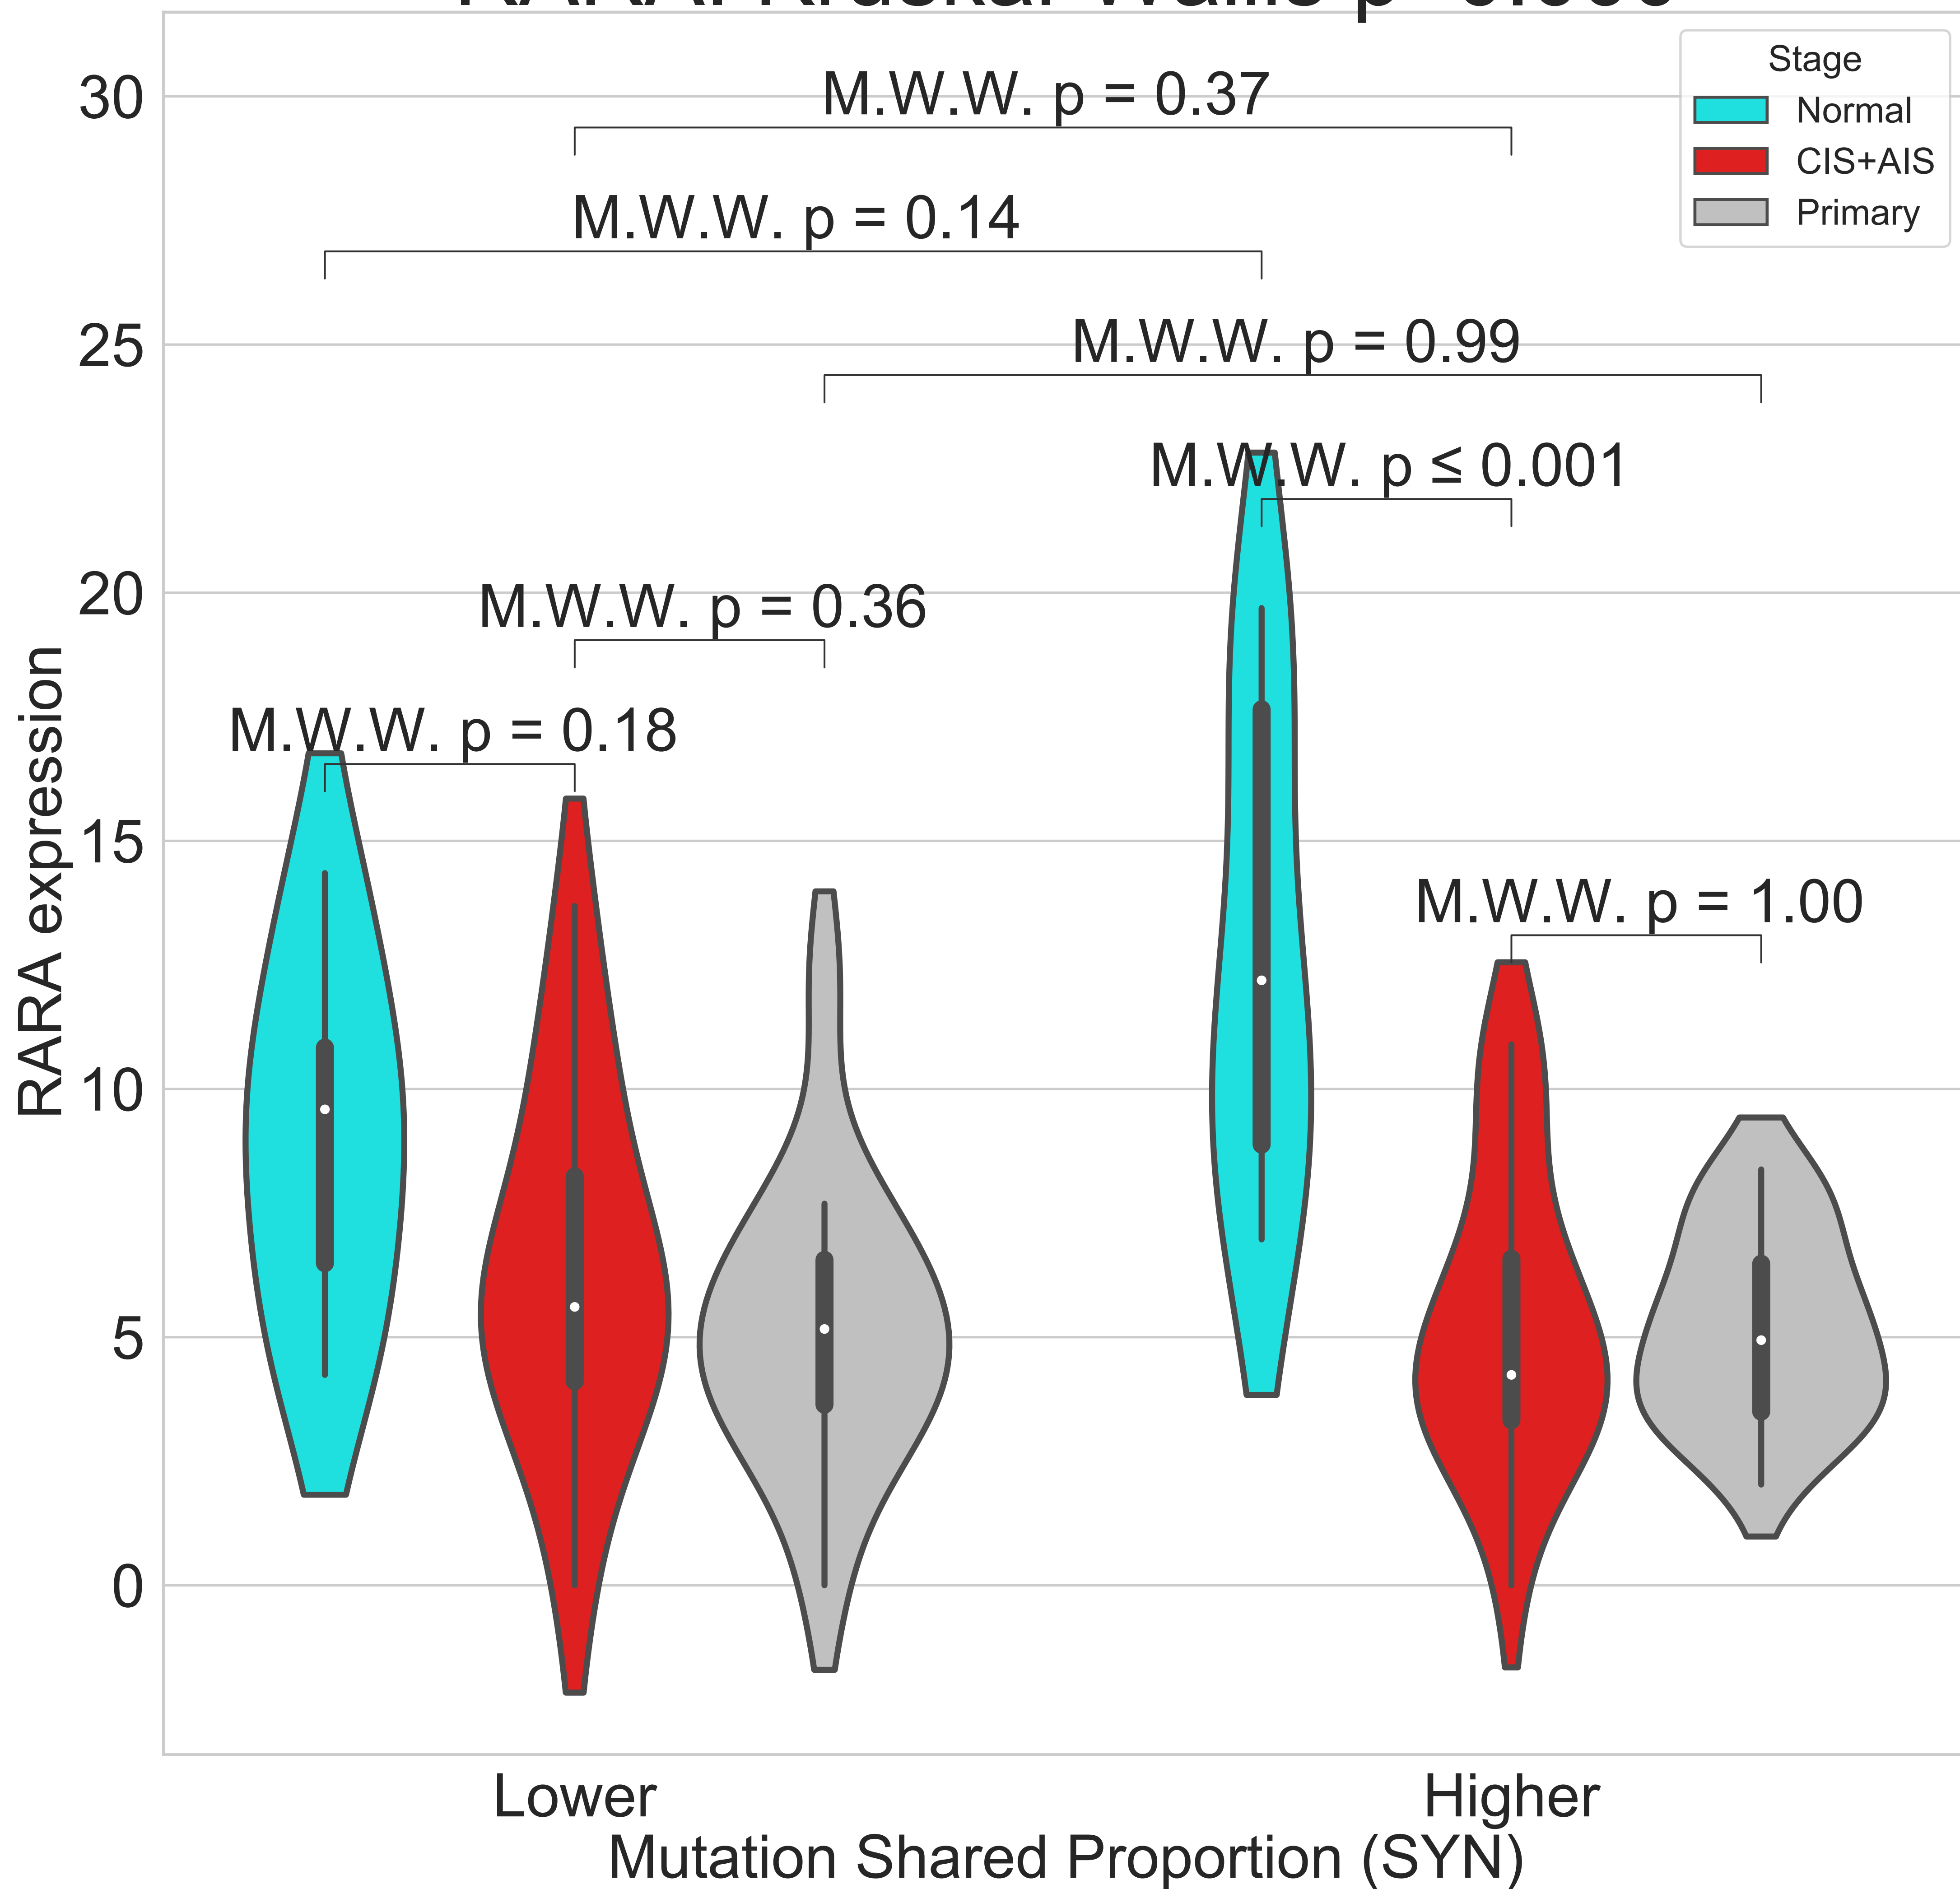 M.W.W. p = 0.37
M.W.W. p = 0.14
M.W.W. p = 0.99
M.W.W. p ≤ 0.001
M.W.W. p = 0.36
M.W.W. p = 0.18
M.W.W. p = 1.00
Stage
Normal
CIS+AIS
Primary
RARA expression
30
25
20
15
10
5
0
Lower
Higher
Mutation Shared Proportion (SYN)